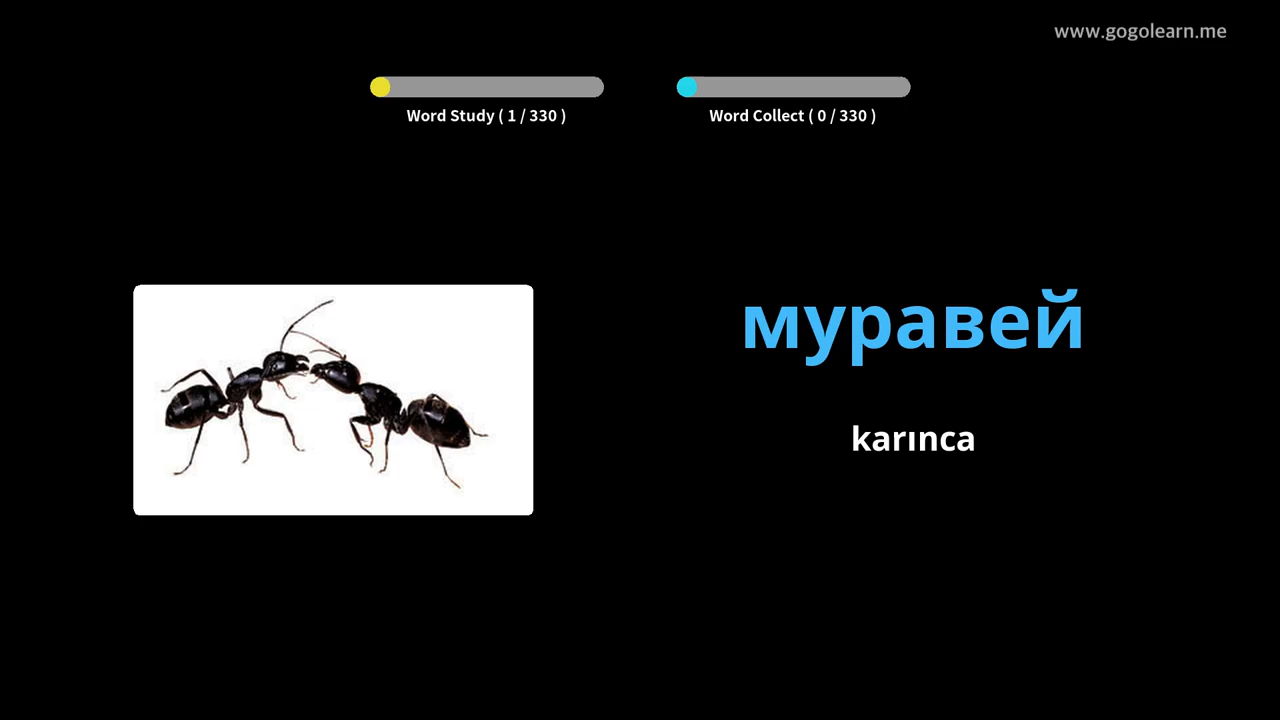 www.gogolearn.me
Word Study ( 1 / 330 )
Word Collect ( 0 / 330 )
муравей
karınca